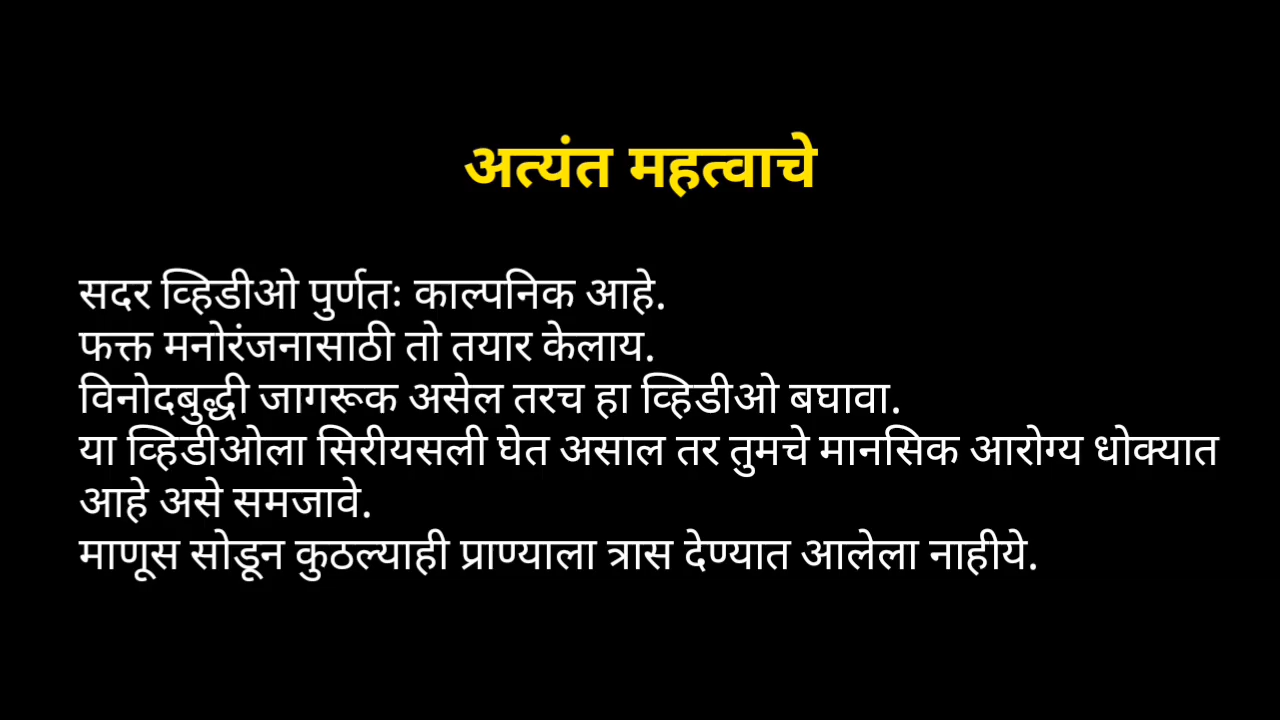 अत्यंत महत्वाचे
सदर व्हिडीओ पुर्णतः काल्पनिक आहे.
फक्त मनोरंजनासाठी तो तयार केलाय.
विनोदबुद्धी जागरूक असेल तरच हा व्हिडीओ बघावा.
या व्हिडीओला सिरीयसली घेत असाल तर तुमचे मानसिक आरोग्य धोक्यात
आहे असे समजावे.
माणूस सोडून कुठल्याही प्राण्याला त्रास देण्यात आलेला नाहीये.